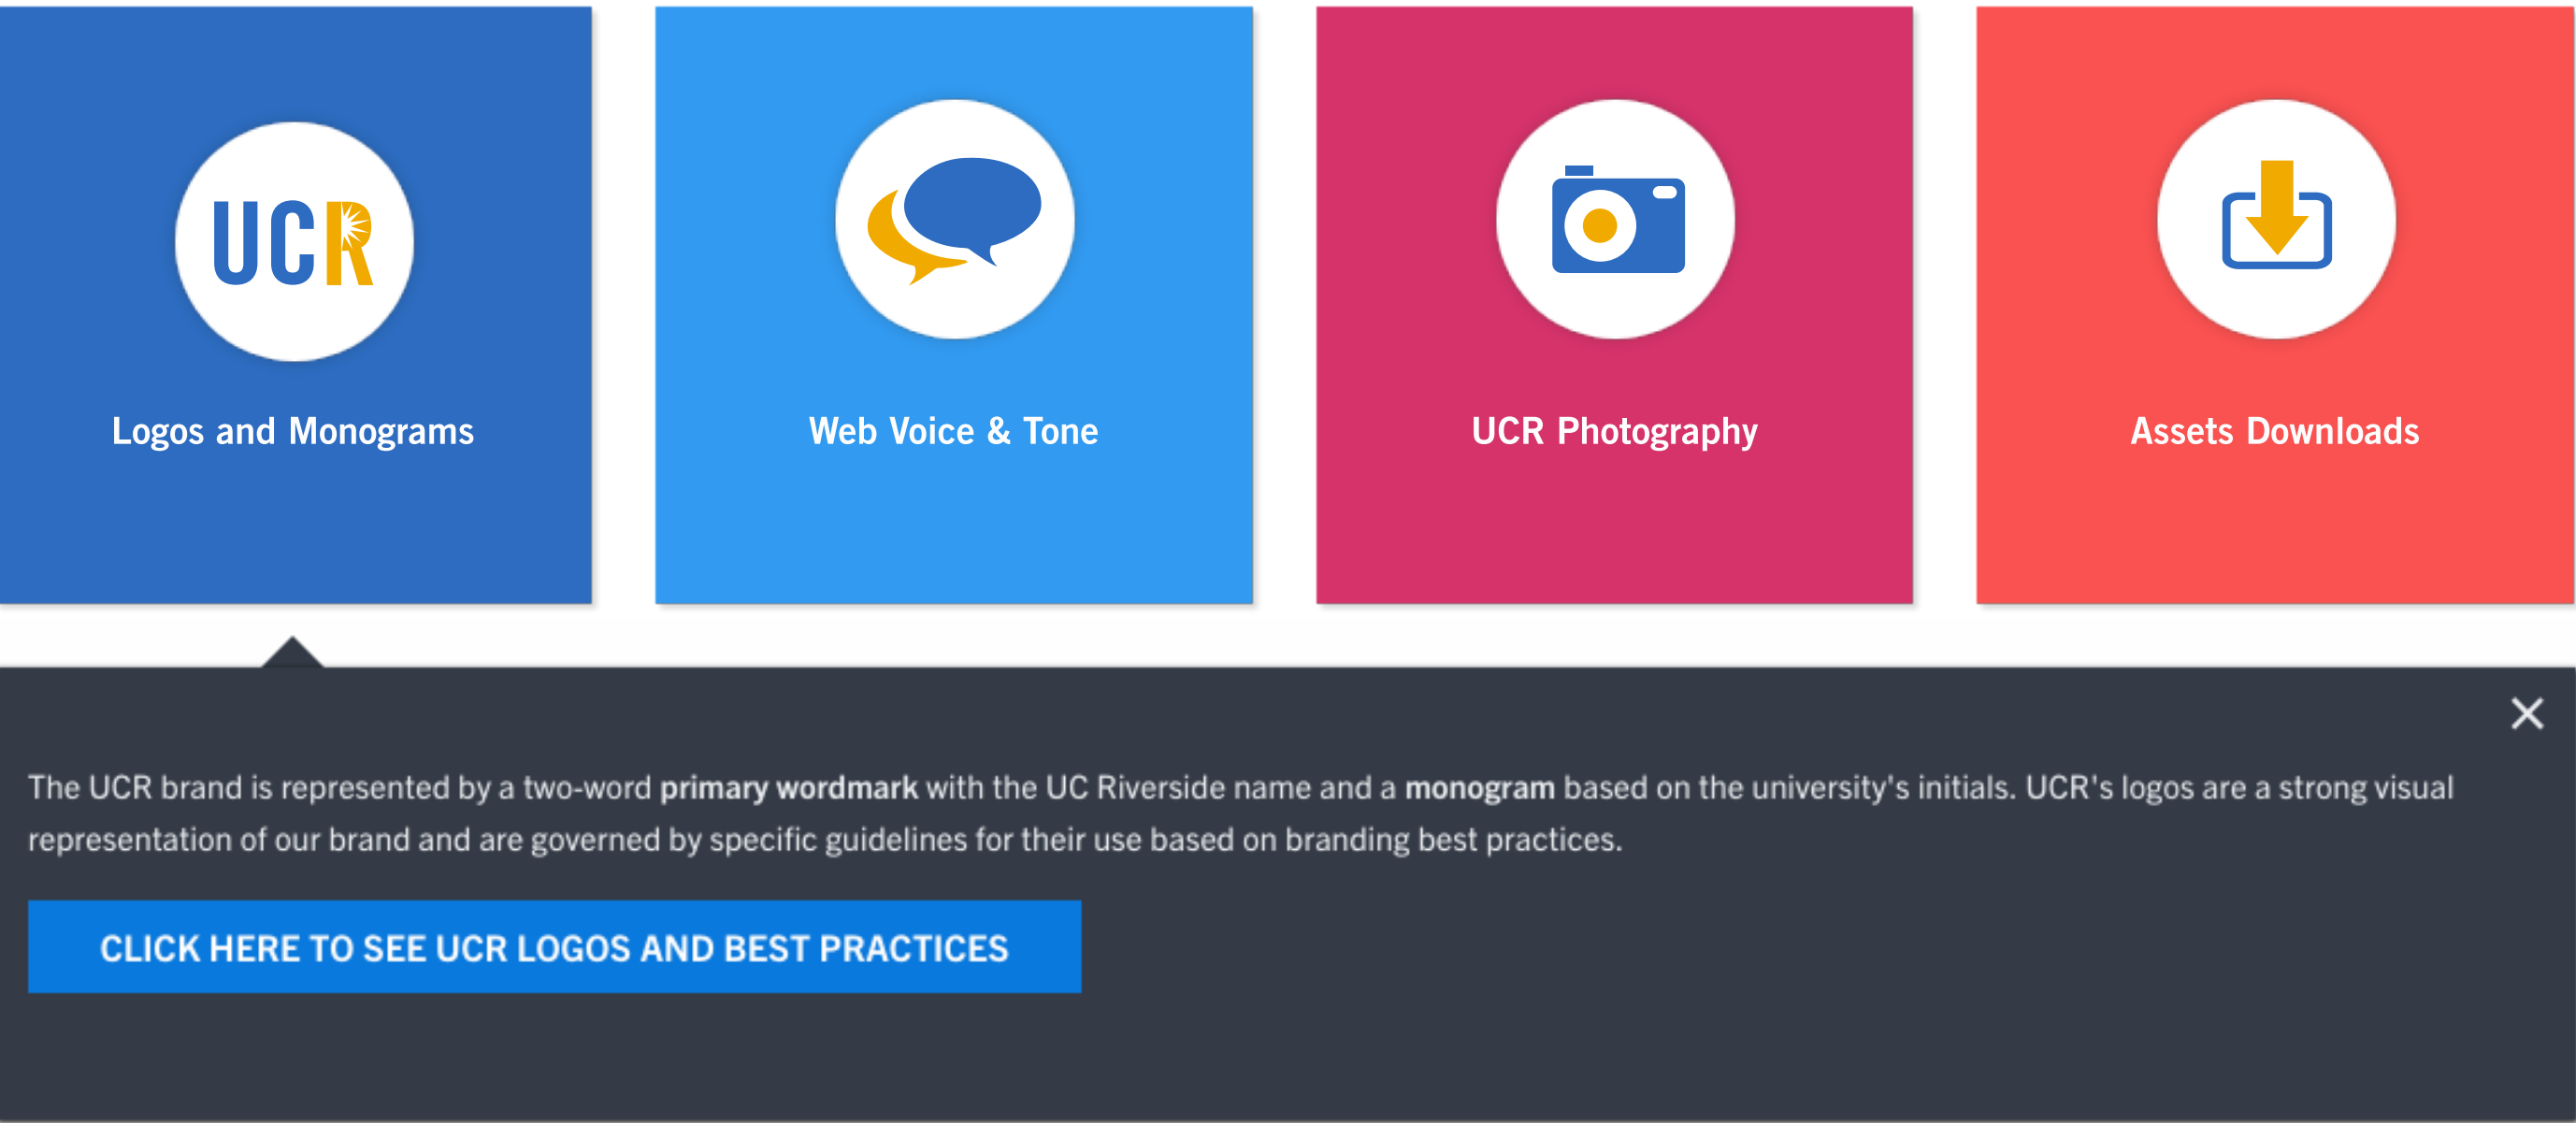 UCR
Logos and Monograms
Web Voice & Tone
UCR Photography
Assets Downloads
The UCR brand is represented by a two-word primary wordmark with the UC Riverside name and a monogram based on the university's initials. UCR's logos are a strong visual
representation of our brand and are governed by specific guidelines for their use based on branding best practices.
CLICK HERE TO SEE UCR LOGOS AND BEST PRACTICES